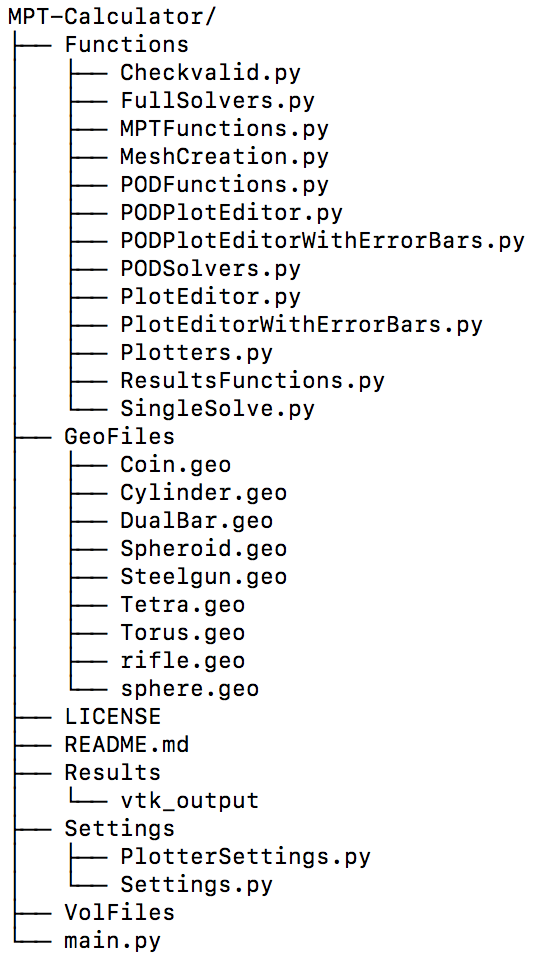 MPT-Calculator/
├── Functions
│   ├── Checkvalid.py
│   ├── FullSolvers.py
│   ├── MPTFunctions.py
│   ├── MeshCreation.py
│   ├── PODFunctions.py
│   ├── PODPlotEditor.py
│   ├── PODPlotEditorWithErrorBars.py
│   ├── PODSolvers.py
│   ├── PlotEditor.py
│   ├── PlotEditorWithErrorBars.py
│   ├── Plotters.py
│   ├── ResultsFunctions.py
│   └── SingleSolve.py
├── GeoFiles
│   ├── Coin.geo
│   ├── Cylinder.geo
│   ├── DualBar.geo
│   ├── Spheroid.geo
│   ├── Steelgun.geo
│   ├── Tetra.geo
│   ├── Torus.geo
│   ├── rifle.geo
│   └── sphere.geo
├── LICENSE
├── README.md
├── Results
│   └── vtk_output
├── Settings
│   ├── PlotterSettings.py
│   └── Settings.py
├── VolFiles
└── main.py